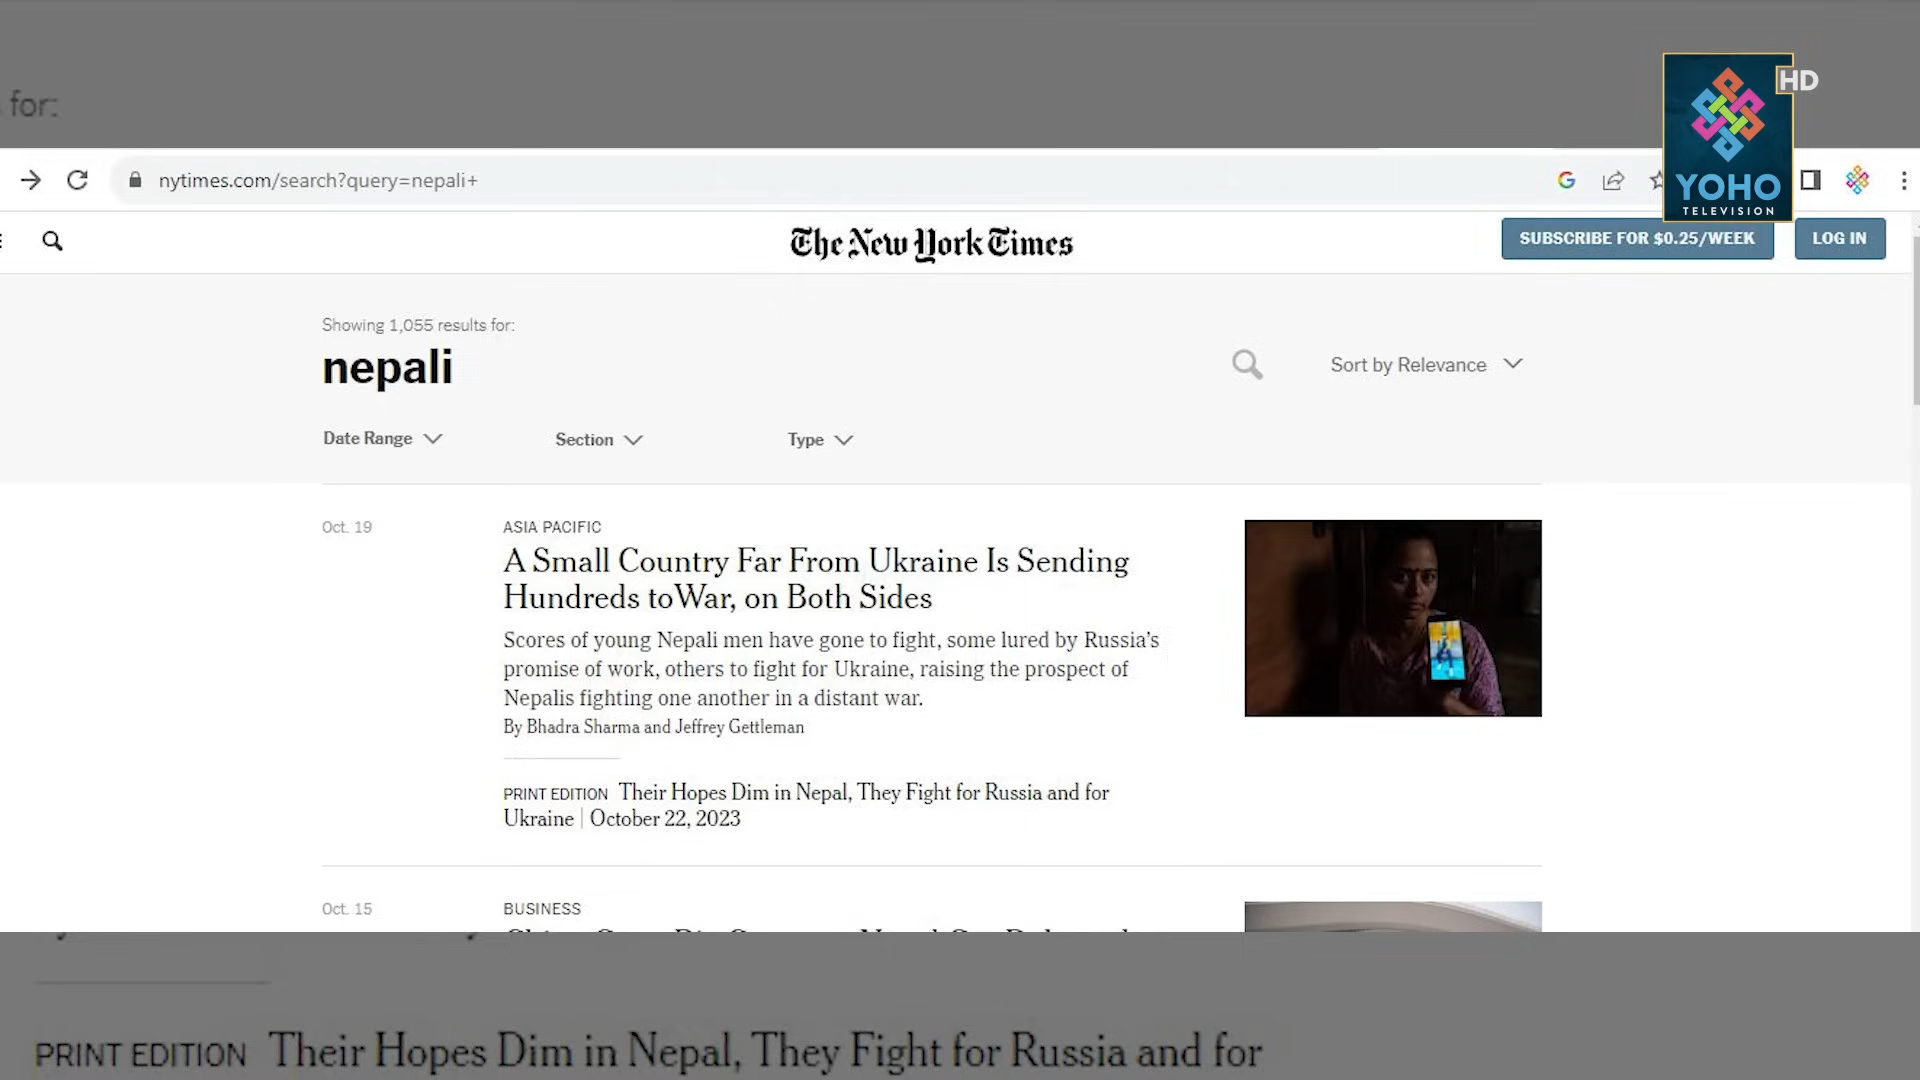 for:
HD
YOHO
TELEVISION
nytimes.com/search?query=nepali+
The New York Times
SUBSCRIBE FOR $0.25/WEEK
LOG IN
Showing 1,055 results for:
nepali
Sort by Relevance
Date Range
Section
Type
Oct. 19
ASIA PACIFIC
A Small Country Far From Ukraine Is Sending
Hundreds to War, on Both Sides
Scores of young Nepali men have gone to fight, some lured by Russia's
promise of work, others to fight for Ukraine, raising the prospect of
Nepalis fighting one another in a distant war.
By Bhadra Sharma and Jeffrey Gettleman
PRINT EDITION Their Hopes Dim in Nepal, They Fight for Russia and for
Ukraine | October 22, 2023
Oct. 15
BUSINESS
PRINT EDITION Their Hopes Dim in Nepal, They Fight for Russia and for